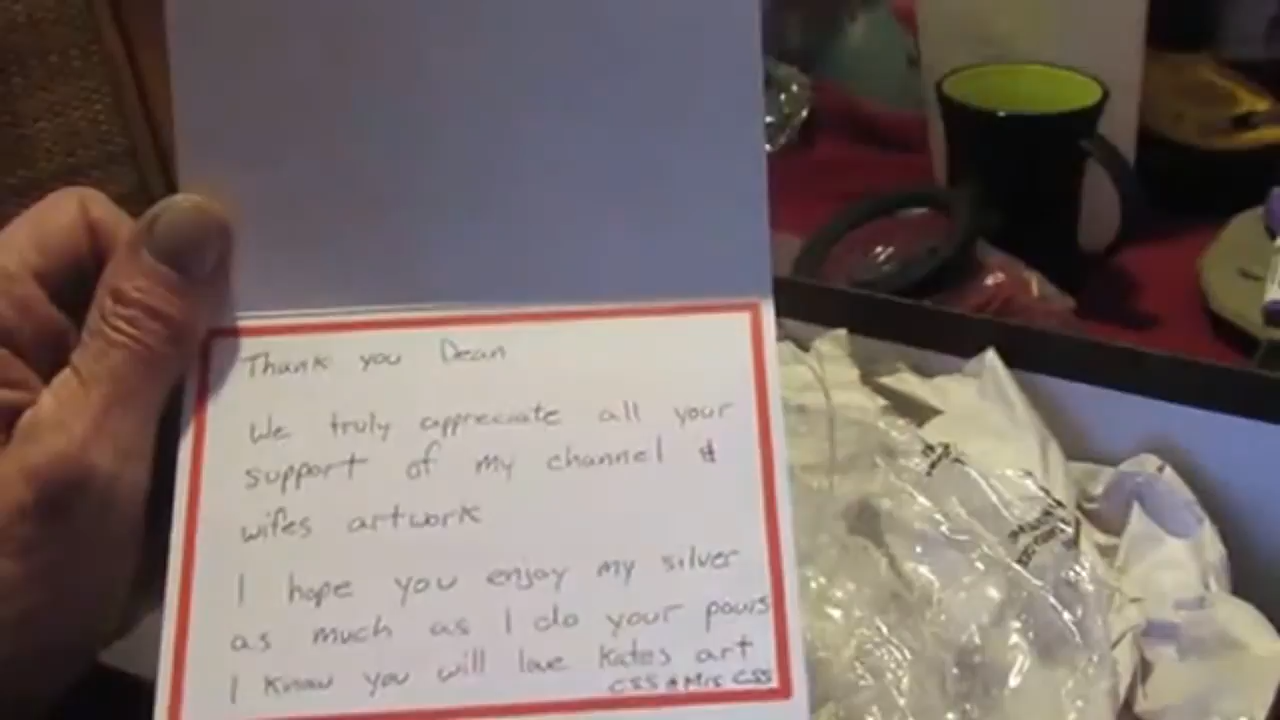 Thank you Dean
We truly appreciate all your
support of my channel &
wifes artwork
I hope you enjoy my silver
as much as I do your pours
I know you will love Kates art
CSS & Mrs CSS